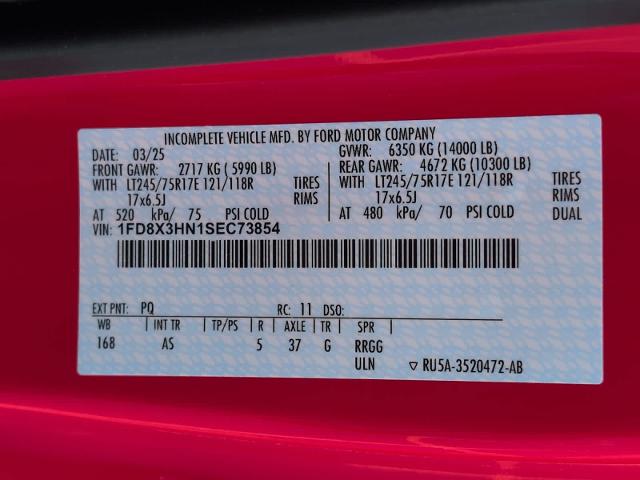 INCOMPLETE VEHICLE MFD. BY FORD MOTOR COMPANY
DATE: 03/25 GVWR: 6350 KG (14000 LB)
FRONT GAWR: 2717 KG ( 5990 LB) REAR GAWR: 4672 KG (10300 LB)
WITH LT245/75R17E 121/118R TIRES WITH LT245/75R17E 121/118R TIRES
17x6.5J RIMS 17x6.5J RIMS
AT 520 kPa/ 75 PSI COLD AT 480 kPa/ 70 PSI COLD DUAL
VIN: 1FD8X3HN1SEC73854
EXT PNT: PQ RC: 11 DSO:
WB INT TR TP/PS R AXLE TR SPR
168 AS 5 37 G RRGG
ULN ▽ RU5A-3520472-AB